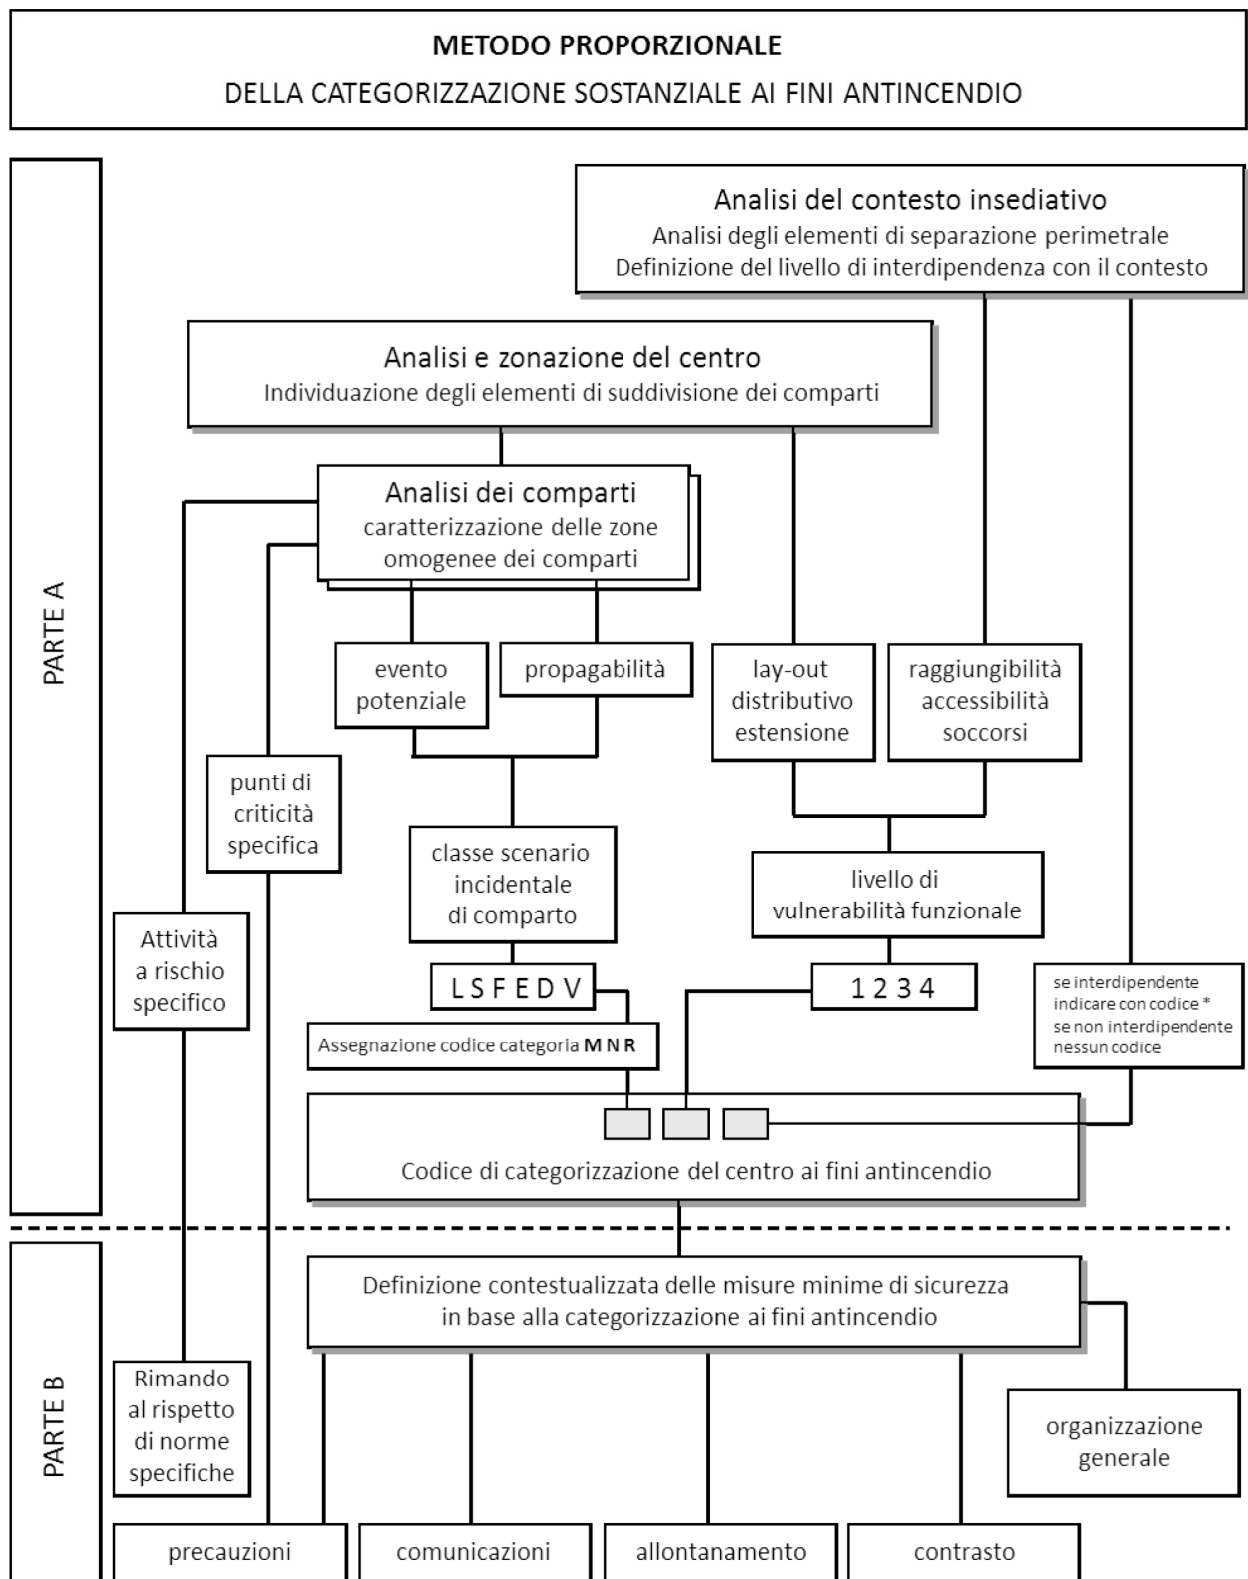 METODO PROPORZIONALE
DELLA CATEGORIZZAZIONE SOSTANZIALE AI FINI ANTINCENDIO
PARTE A
Analisi del contesto insediativo
Analisi degli elementi di separazione perimetrale
Definizione del livello di interdipendenza con il contesto
Analisi e zonazione del centro
Individuazione degli elementi di suddivisione dei comparti
Analisi dei comparti
caratterizzazione delle zone
omogenee dei comparti
evento
potenziale
propagabilità
lay-out
distributivo
estensione
raggiungibilità
accessibilità
soccorsi
punti di
criticità
specifica
classe scenario
incidentale
di comparto
livello di
vulnerabilità funzionale
Attività
a rischio
specifico
L S F E D V
1 2 3 4
se interdipendente
indicare con codice *
se non interdipendente
nessun codice
Assegnazione codice categoria M N R
Codice di categorizzazione del centro ai fini antincendio
PARTE B
Definizione contestualizzata delle misure minime di sicurezza
in base alla categorizzazione ai fini antincendio
Rimando
al rispetto
di norme
specifiche
organizzazione
generale
precauzioni
comunicazioni
allontanamento
contrasto